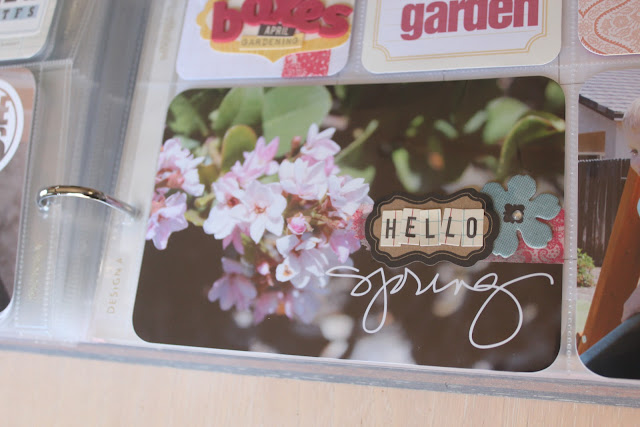 boxes
APRIL
GARDENING
garden
HELLO
spring
DESIGN A